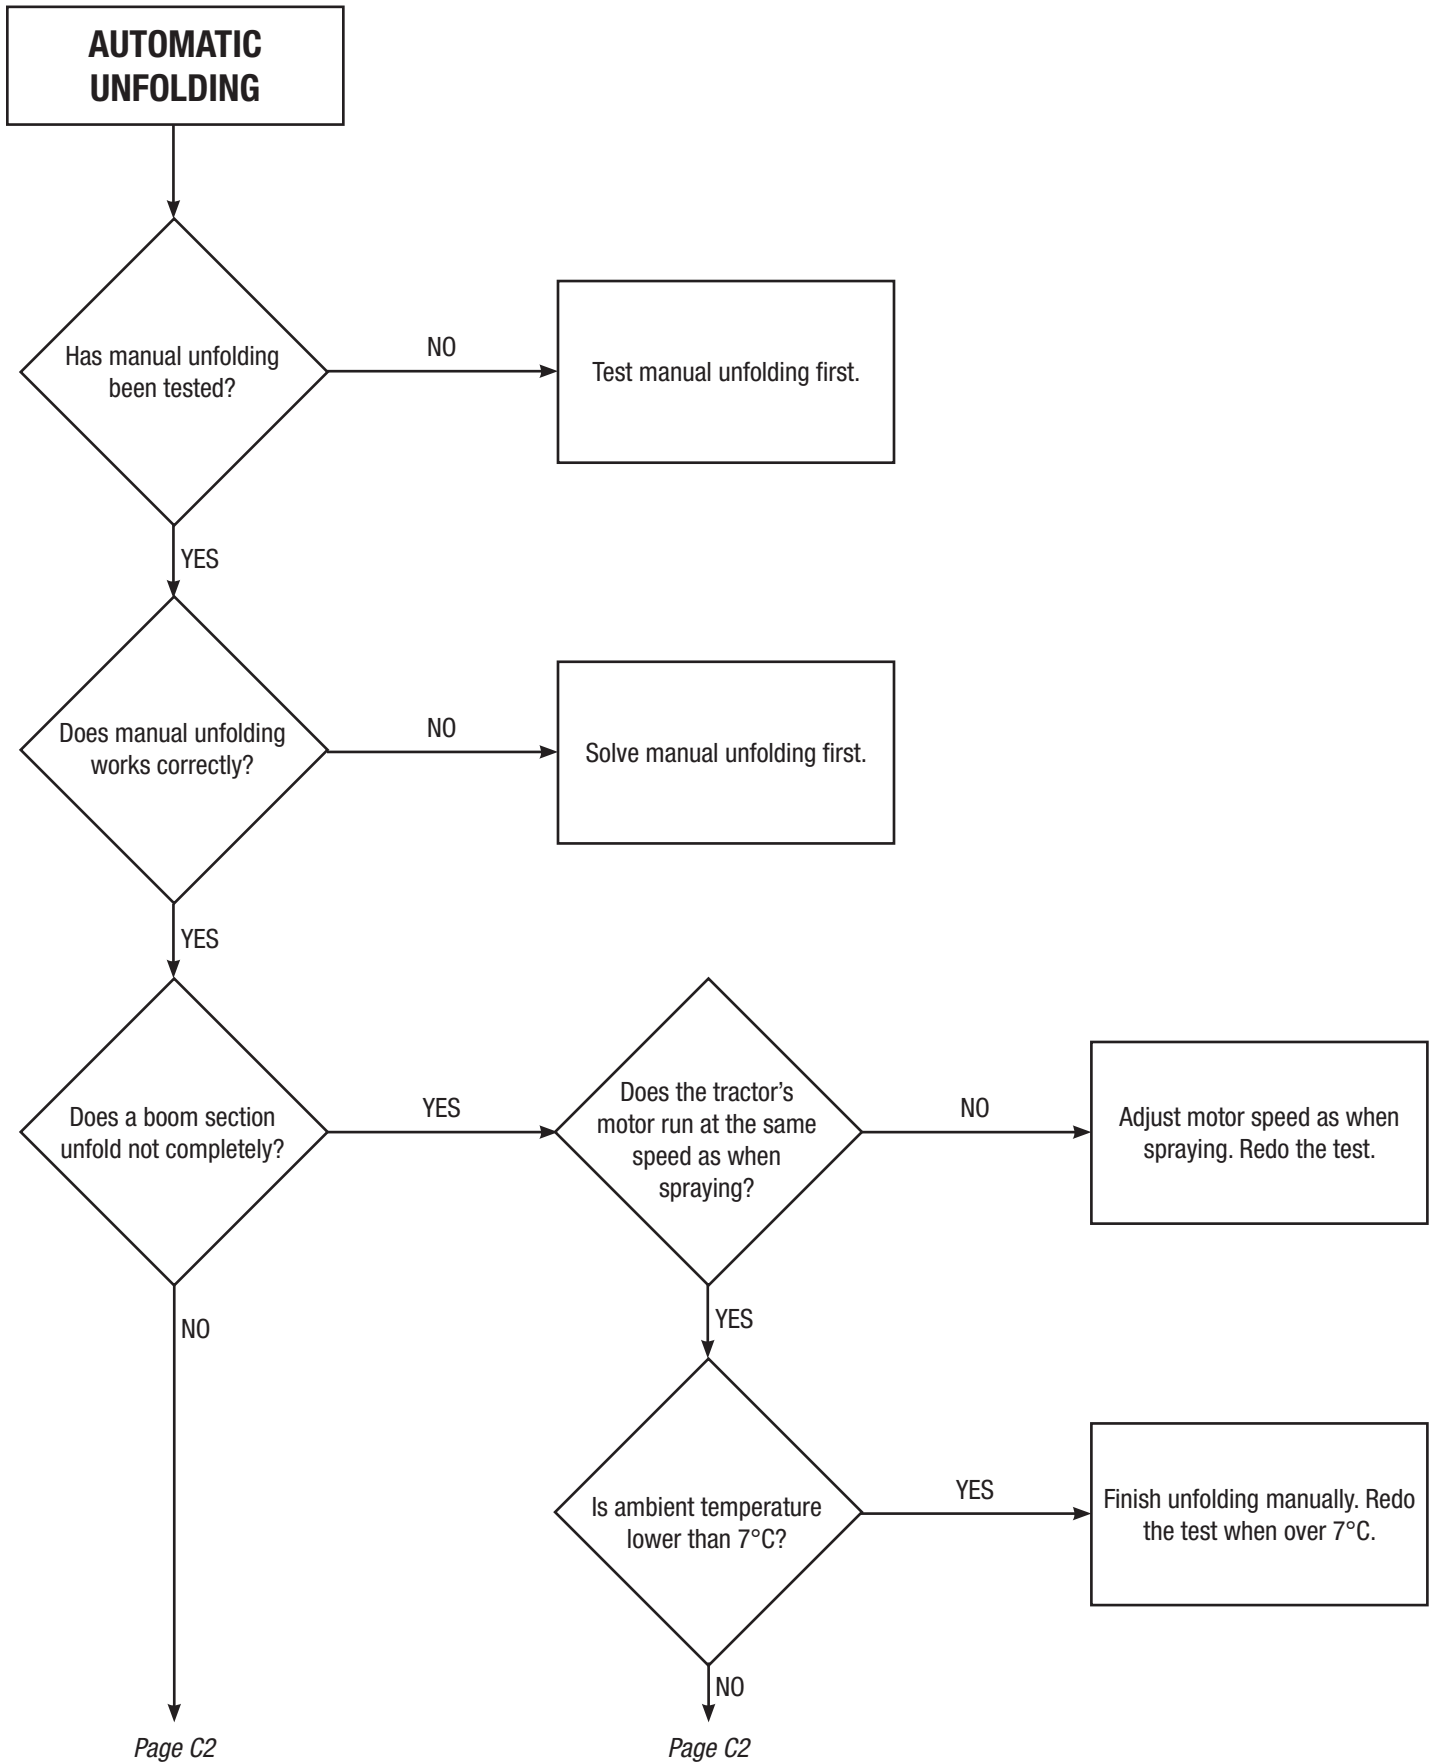 AUTOMATIC
UNFOLDING
Has manual unfolding
been tested?
NO
Test manual unfolding first.
YES
Does manual unfolding
works correctly?
NO
Solve manual unfolding first.
YES
Does a boom section
unfold not completely?
YES
Does the tractor's
motor run at the same
speed as when
spraying?
NO
Adjust motor speed as when
spraying. Redo the test.
NO
YES
Is ambient temperature
lower than 7°C?
YES
Finish unfolding manually. Redo
the test when over 7°C.
NO
Page C2
Page C2